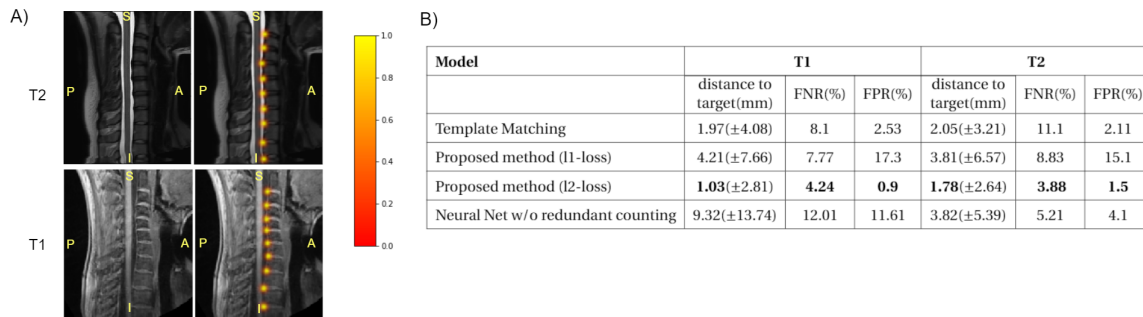 A)
T2
S
P
A
I
T1
S
P
A
I
1.0
0.8
0.6
0.4
0.2
0.0
B)
Model T1 T2
distance to target(mm) FNR(%) FPR(%) distance to target(mm) FNR(%) FPR(%)
Template Matching 1.97(±4.08) 8.1 2.53 2.05(±3.21) 11.1 2.11
Proposed method (l1-loss) 4.21(±7.66) 7.77 17.3 3.81(±6.57) 8.83 15.1
Proposed method (l2-loss) 1.03(±2.81) 4.24 0.9 1.78(±2.64) 3.88 1.5
Neural Net w/o redundant counting 9.32(±13.74) 12.01 11.61 3.82(±5.39) 5.21 4.1